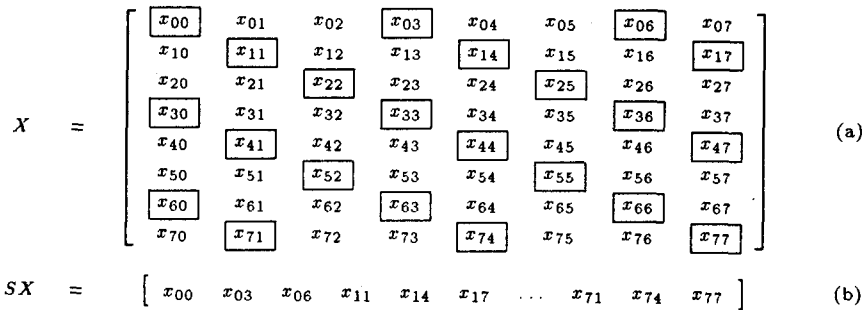 x00 x01 x02 x03 x04 x05 x06 x07
x10 x11 x12 x13 x14 x15 x16 x17
x20 x21 x22 x23 x24 x25 x26 x27
X = x30 x31 x32 x33 x34 x35 x36 x37 (a)
x40 x41 x42 x43 x44 x45 x46 x47
x50 x51 x52 x53 x54 x55 x56 x57
x60 x61 x62 x63 x64 x65 x66 x67
x70 x71 x72 x73 x74 x75 x76 x77
SX = [ x00 x03 x06 x11 x14 x17 ... x71 x74 x77 ] (b)